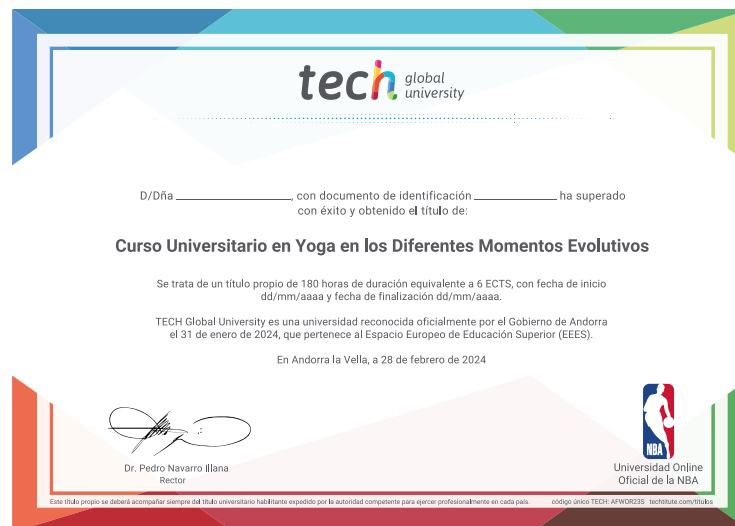 tech global university
D/Dña ______________, con documento de identificación __________ ha superado
con éxito y obtenido el título de:
Curso Universitario en Yoga en los Diferentes Momentos Evolutivos
Se trata de un título propio de 180 horas de duración equivalente a 6 ECTS, con fecha de inicio
dd/mm/aaaa y fecha de finalización dd/mm/aaaa.
TECH Global University es una universidad reconocida oficialmente por el Gobierno de Andorra
el 31 de enero de 2024, que pertenece al Espacio Europeo de Educación Superior (EEES).
En Andorra la Vella, a 28 de febrero de 2024
Dr. Pedro Navarro Illana
Rector
NBA
Universidad Online
Oficial de la NBA
Este título propio se deberá acompañar siempre del título universitario habilitante expedido por la autoridad competente para ejercer profesionalmente en cada país. código único TECH: AFWOR23S techtitute.com/titulos